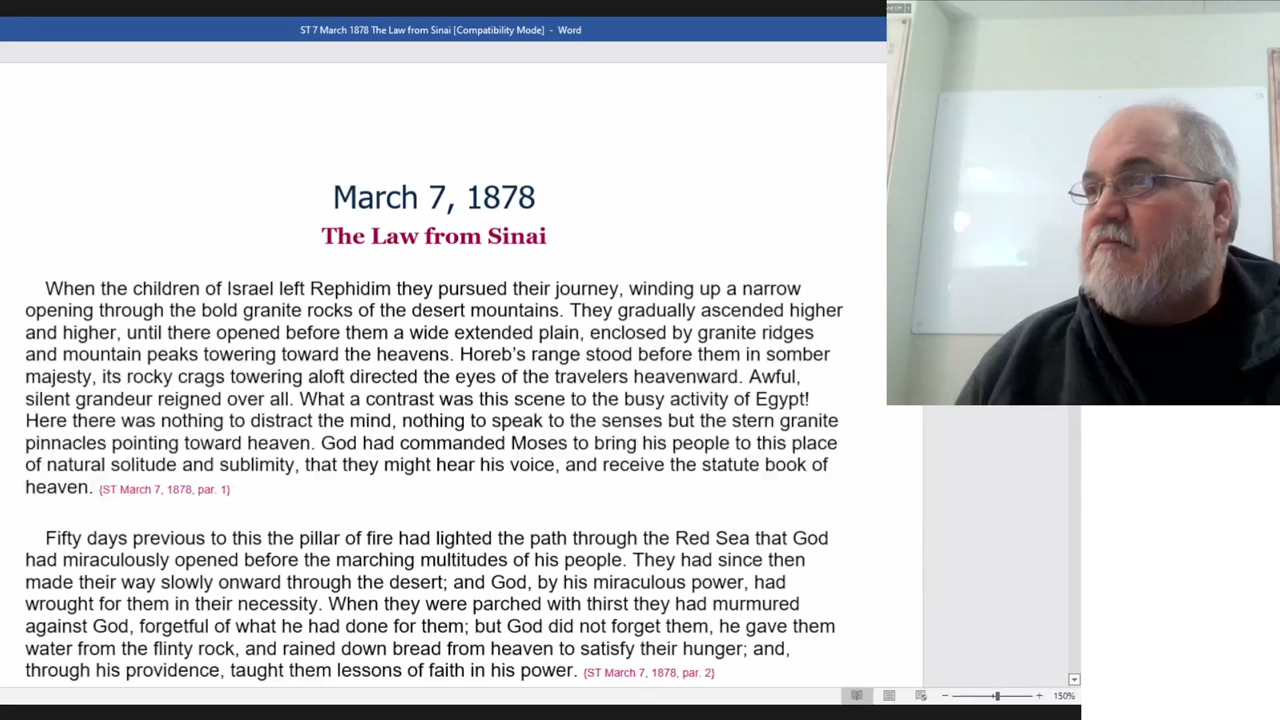 ST 7 March 1878 The Law from Sinai [Compatibility Mode] - Word
March 7, 1878
The Law from Sinai
When the children of Israel left Rephidim they pursued their journey, winding up a narrow
opening through the bold granite rocks of the desert mountains. They gradually ascended higher
and higher, until there opened before them a wide extended plain, enclosed by granite ridges
and mountain peaks towering toward the heavens. Horeb's range stood before them in somber
majesty, its rocky crags towering aloft directed the eyes of the travelers heavenward. Awful,
silent grandeur reigned over all. What a contrast was this scene to the busy activity of Egypt!
Here there was nothing to distract the mind, nothing to speak to the senses but the stern granite
pinnacles pointing toward heaven. God had commanded Moses to bring his people to this place
of natural solitude and sublimity, that they might hear his voice, and receive the statute book of
heaven. {ST March 7, 1878, par. 1}
Fifty days previous to this the pillar of fire had lighted the path through the Red Sea that God
had miraculously opened before the marching multitudes of his people. They had since then
made their way slowly onward through the desert; and God, by his miraculous power, had
wrought for them in their necessity. When they were parched with thirst they had murmured
against God, forgetful of what he had done for them; but God did not forget them, he gave them
water from the flinty rock, and rained down bread from heaven to satisfy their hunger; and,
through his providence, taught them lessons of faith in his power. {ST March 7, 1878, par. 2}
150%